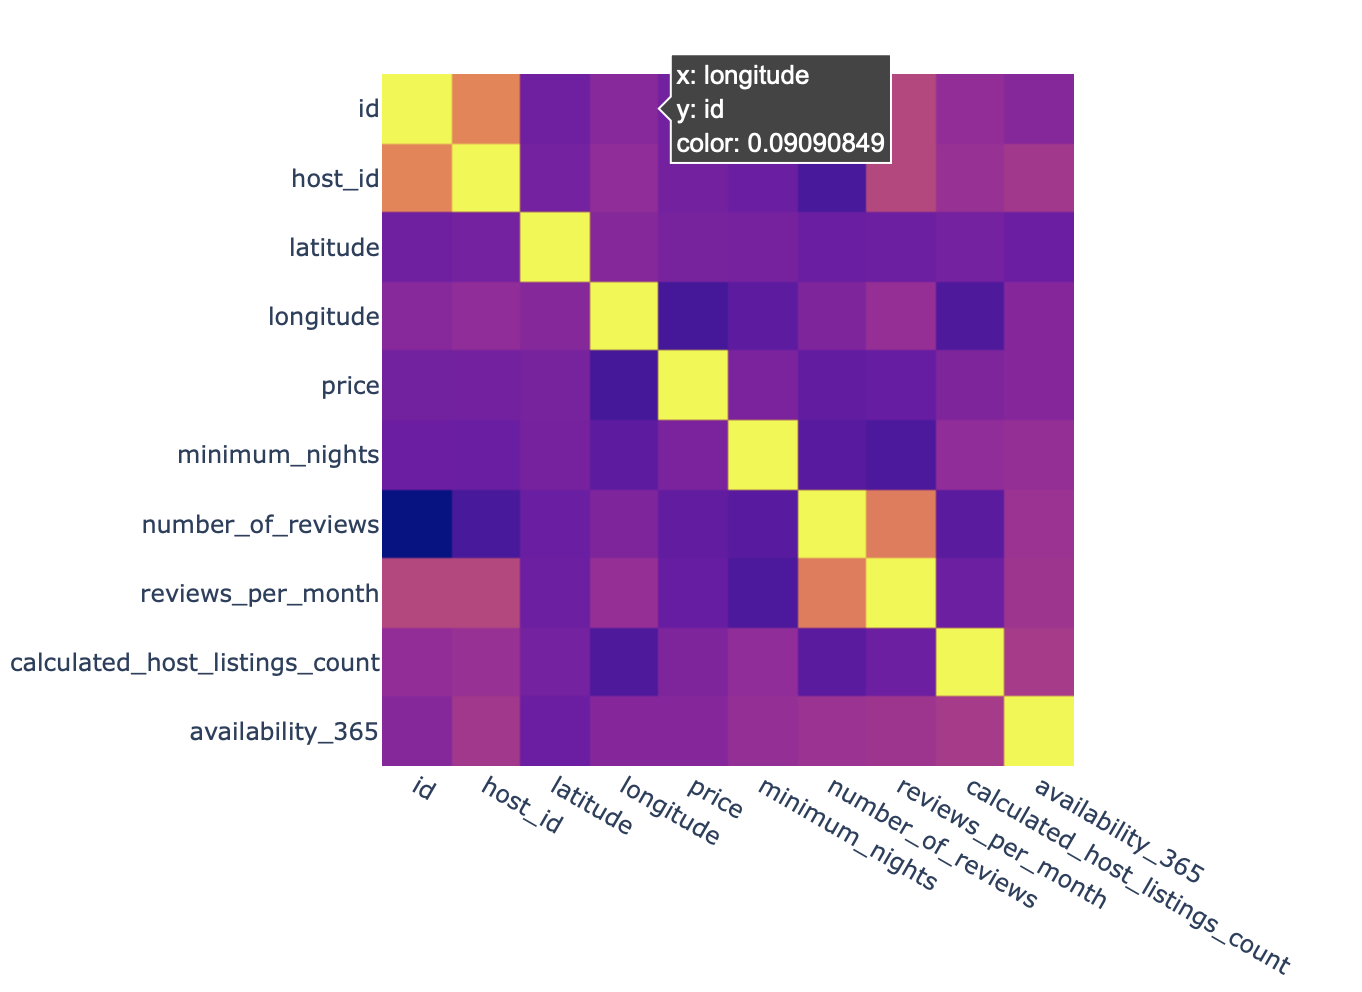 x: longitude
y: id
color: 0.09090849
id
host_id
latitude
longitude
price
minimum_nights
number_of_reviews
reviews_per_month
calculated_host_listings_count
availability_365
id
host_id
latitude
longitude
price
minimum_nights
number_of_reviews
reviews_per_month
calculated_host_listings_count
availability_365